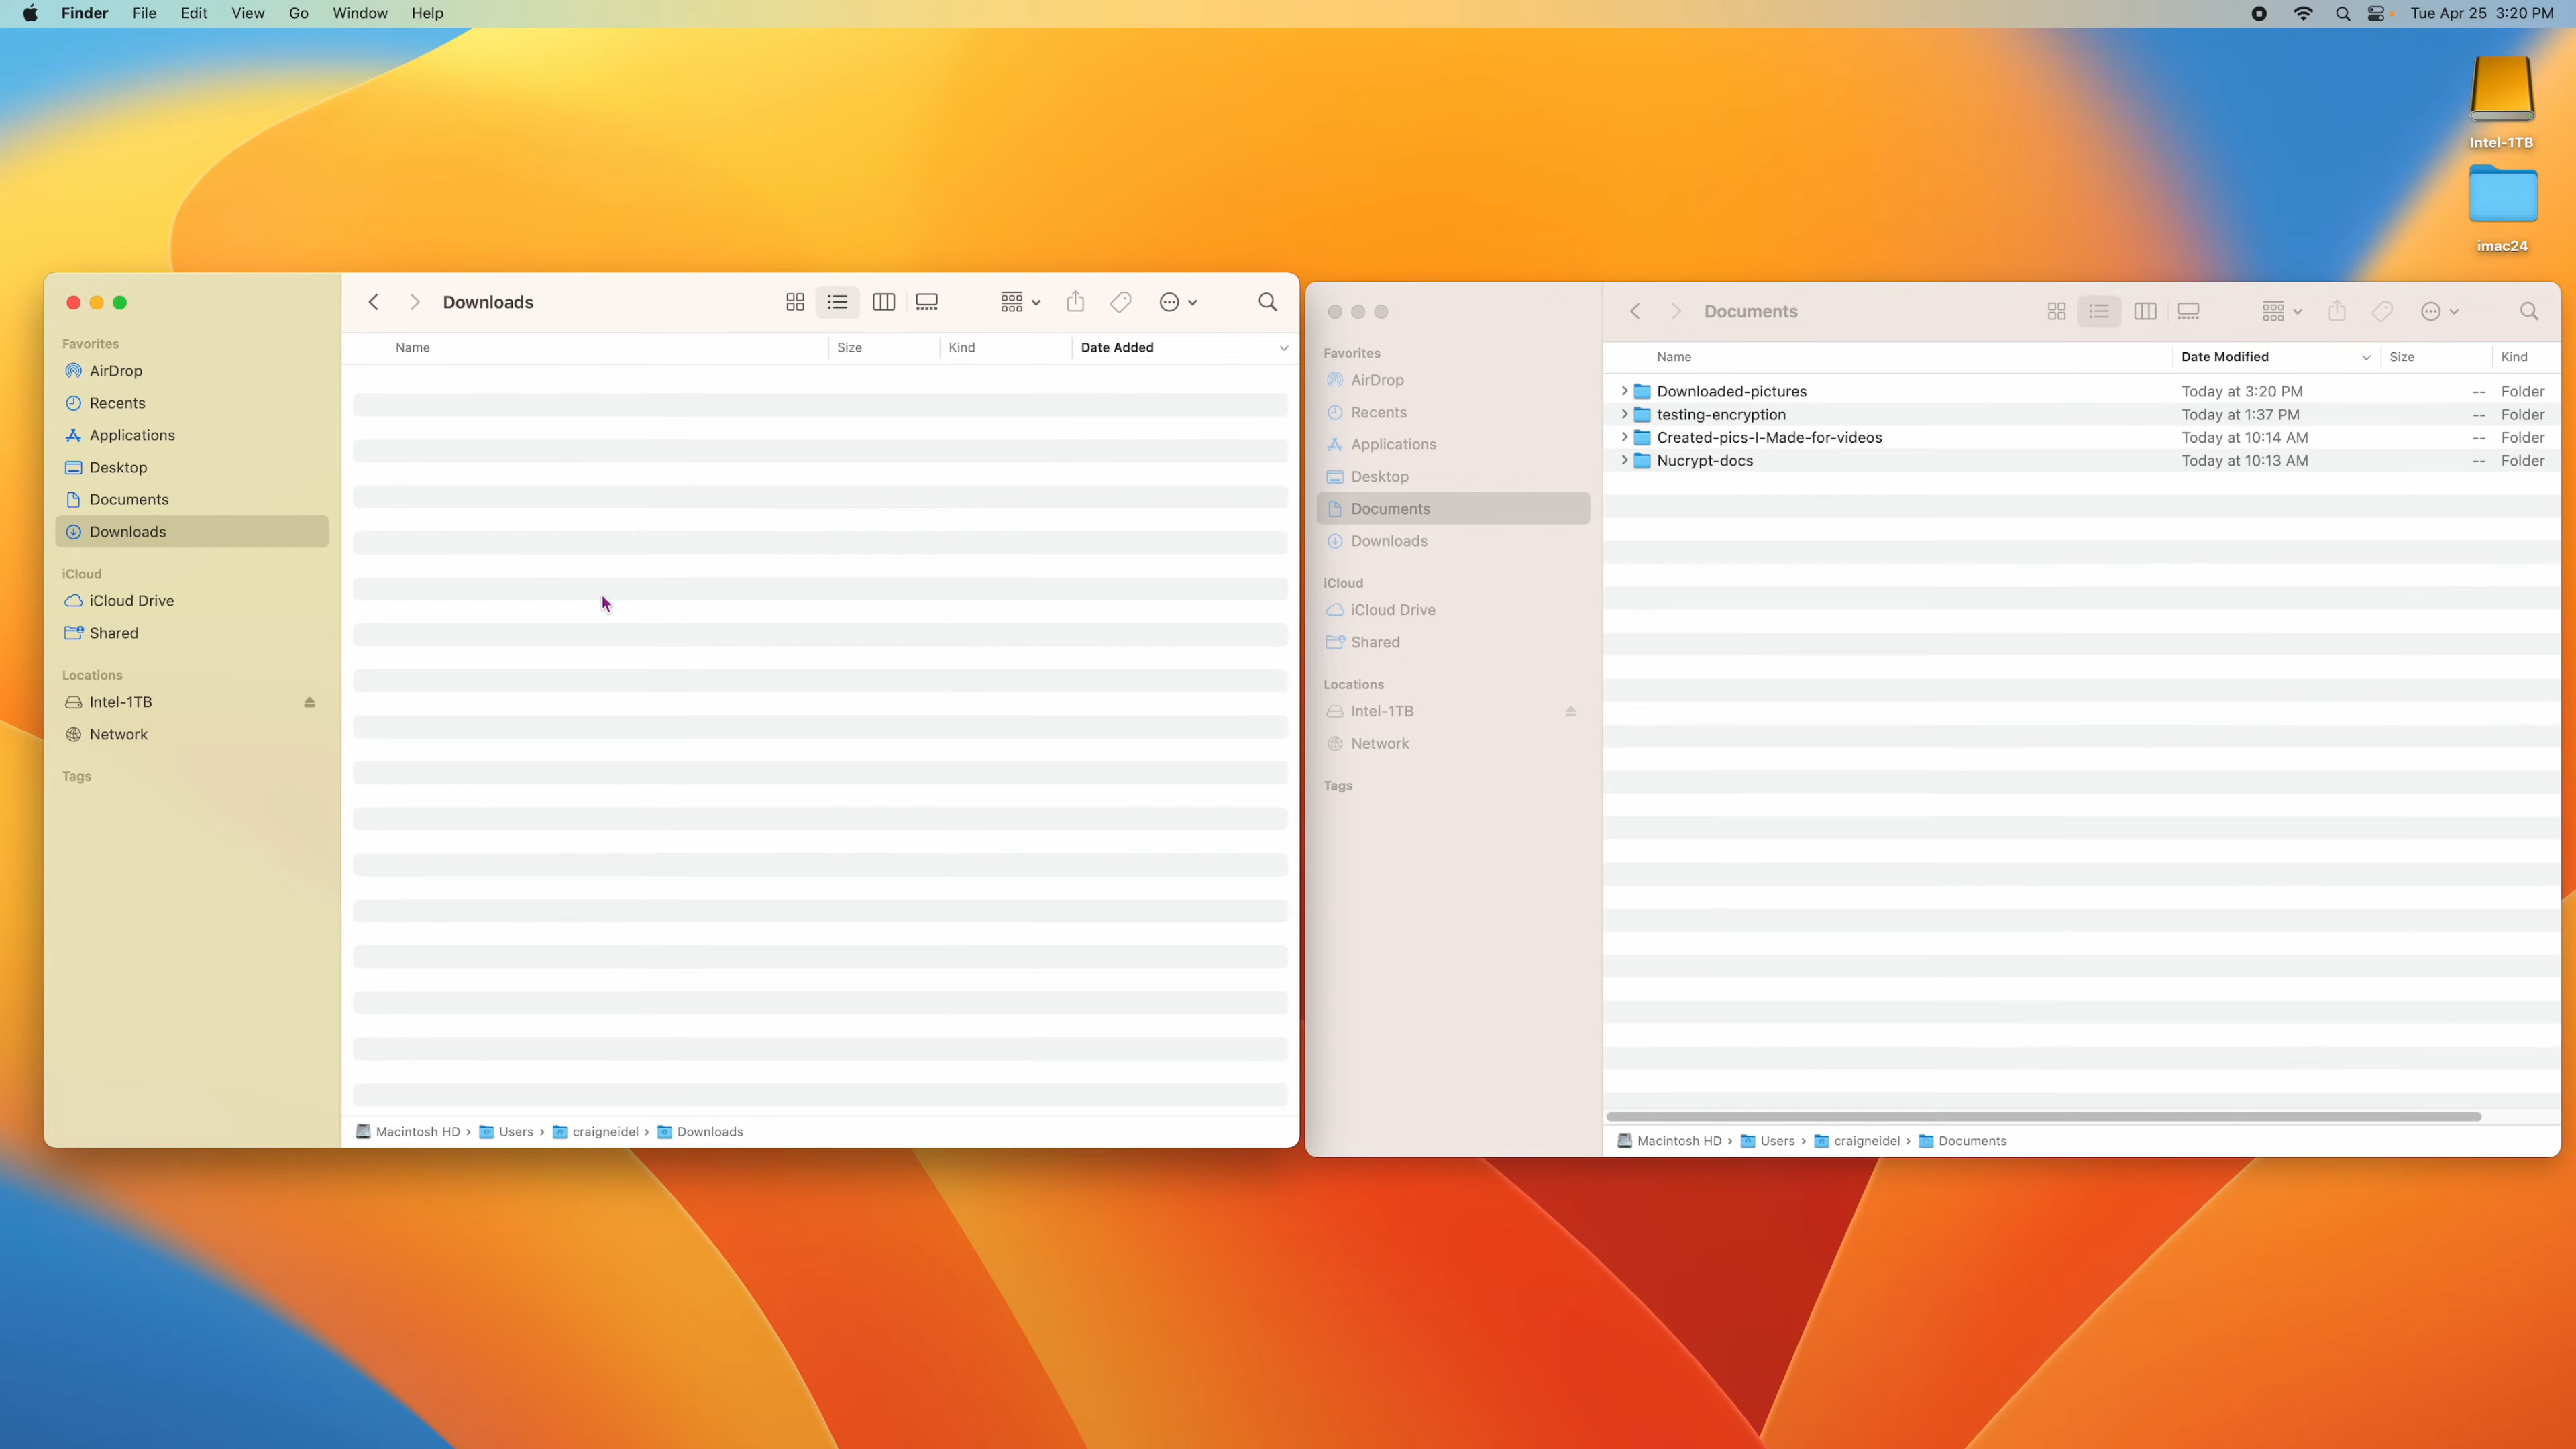 Finder File Edit View Go Window Help Tue Apr 25 3:20 PM
Intel-1TB
imac24
Downloads
Favorites
AirDrop
Recents
Applications
Desktop
Documents
Downloads
iCloud
iCloud Drive
Shared
Locations
Intel-1TB
Network
Tags
Name Size Kind Date Added
Macintosh HD › Users › craigneidel › Downloads
Documents
Favorites
AirDrop
Recents
Applications
Desktop
Documents
Downloads
iCloud
iCloud Drive
Shared
Locations
Intel-1TB
Network
Tags
Name Date Modified Size Kind
Downloaded-pictures Today at 3:20 PM -- Folder
testing-encryption Today at 1:37 PM -- Folder
Created-pics-I-Made-for-videos Today at 10:14 AM -- Folder
Nucrypt-docs Today at 10:13 AM -- Folder
Macintosh HD › Users › craigneidel › Documents